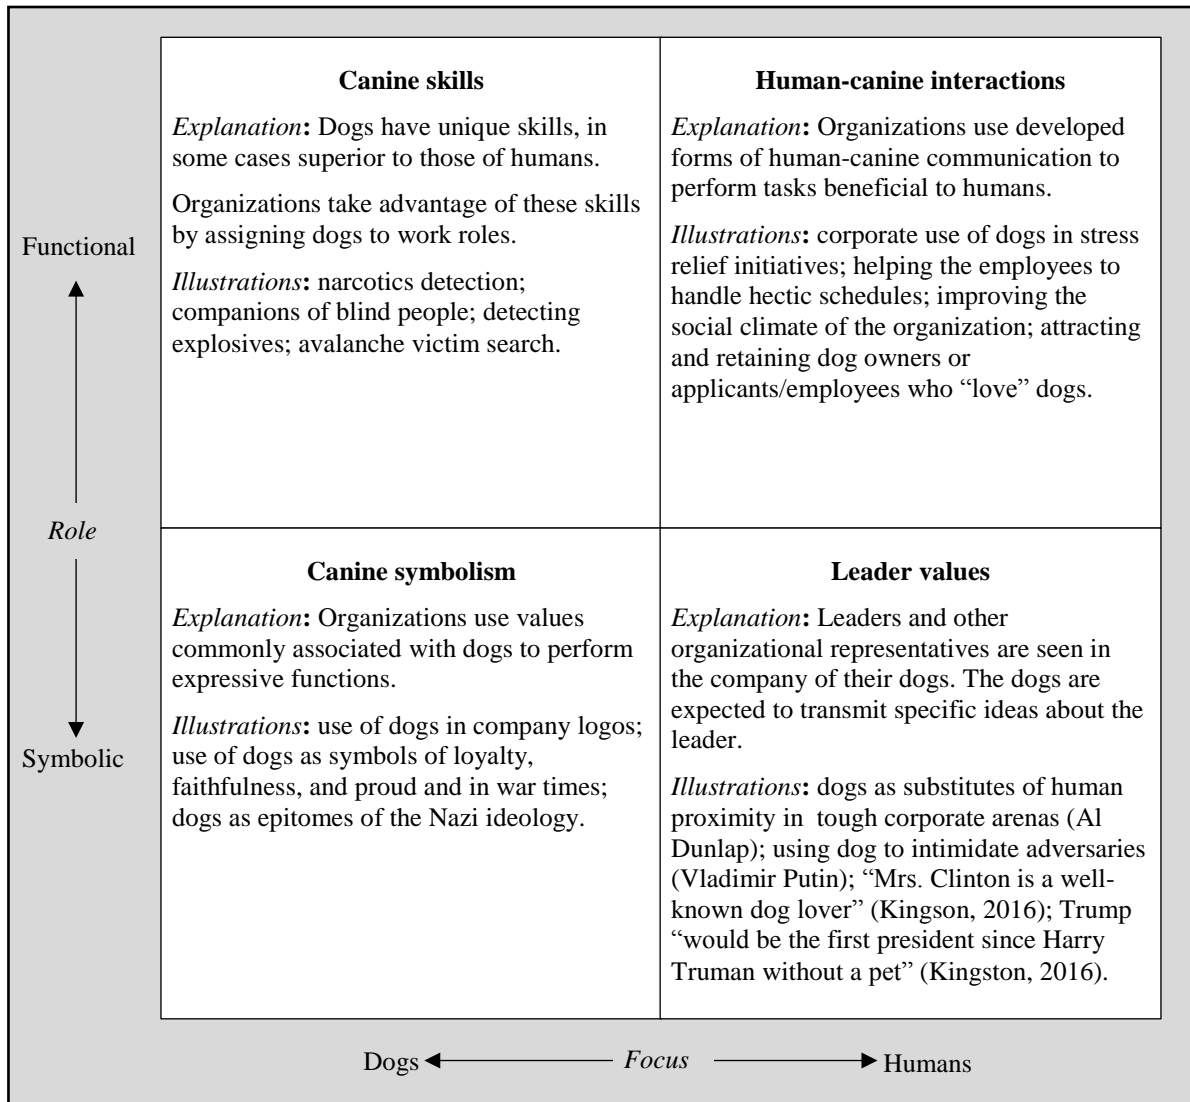 Canine skills
Explanation: Dogs have unique skills, in
some cases superior to those of humans.
Organizations take advantage of these skills
by assigning dogs to work roles.
Illustrations: narcotics detection;
companions of blind people; detecting
explosives; avalanche victim search.
Human-canine interactions
Explanation: Organizations use developed
forms of human-canine communication to
perform tasks beneficial to humans.
Illustrations: corporate use of dogs in stress
relief initiatives; helping the employees to
handle hectic schedules; improving the
social climate of the organization; attracting
and retaining dog owners or
applicants/employees who “love” dogs.
Functional
Role
Symbolic
Canine symbolism
Explanation: Organizations use values
commonly associated with dogs to perform
expressive functions.
Illustrations: use of dogs in company logos;
use of dogs as symbols of loyalty,
faithfulness, and proud and in war times;
dogs as epitomes of the Nazi ideology.
Leader values
Explanation: Leaders and other
organizational representatives are seen in
the company of their dogs. The dogs are
expected to transmit specific ideas about the
leader.
Illustrations: dogs as substitutes of human
proximity in  tough corporate arenas (Al
Dunlap); using dog to intimidate adversaries
(Vladimir Putin); “Mrs. Clinton is a well-
known dog lover” (Kingson, 2016); Trump
“would be the first president since Harry
Truman without a pet” (Kingston, 2016).
Dogs Focus Humans